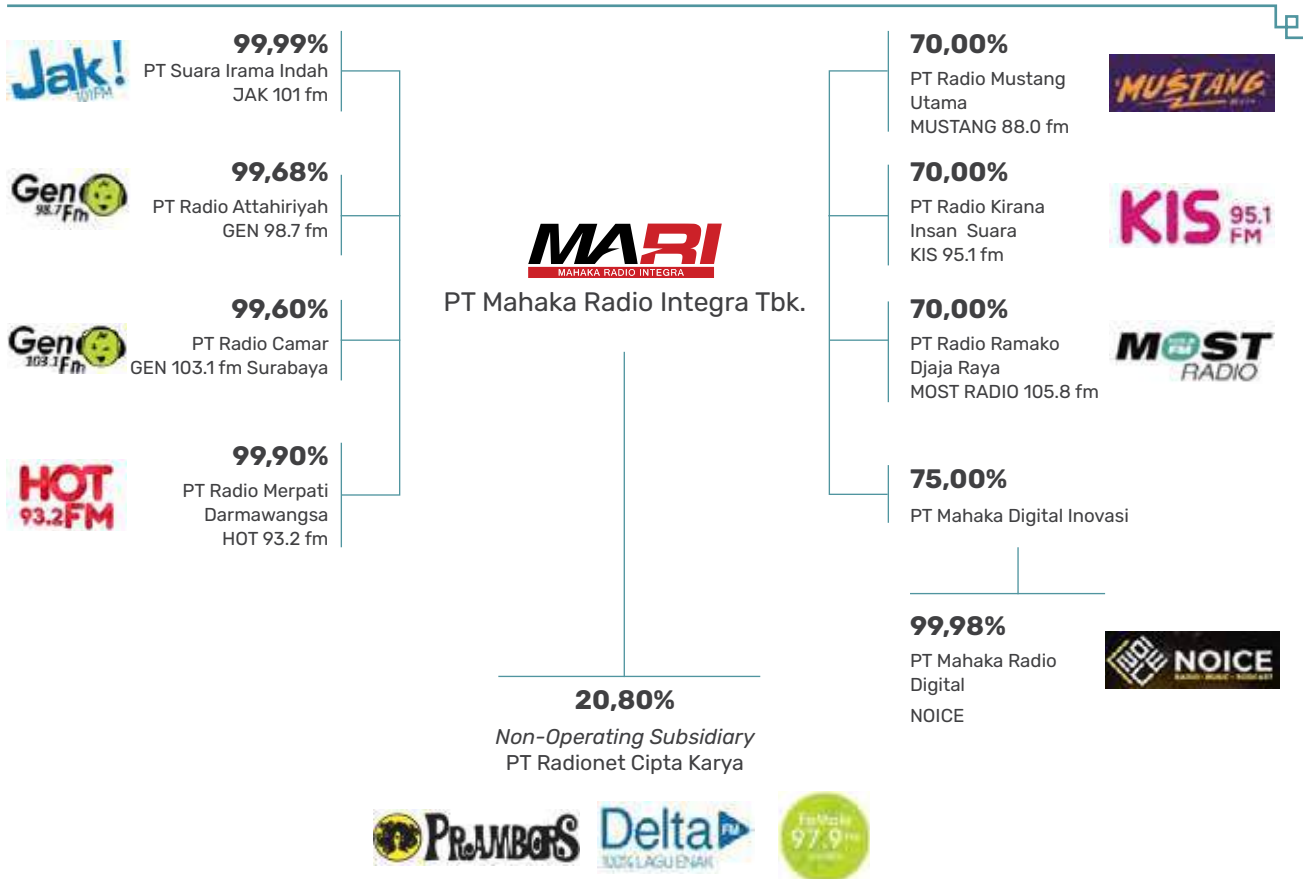 Jak!
101FM
99,99%
PT Suara Irama Indah
JAK 101 fm
Gen
98.7 Fm
99,68%
PT Radio Attahiriyah
GEN 98.7 fm
Gen
103.1 Fm
99,60%
PT Radio Camar
GEN 103.1 fm Surabaya
HOT
93.2FM
99,90%
PT Radio Merpati
Darmawangsa
HOT 93.2 fm
MARI
MAHAKA RADIO INTEGRA
PT Mahaka Radio Integra Tbk.
70,00%
PT Radio Mustang
Utama
MUSTANG 88.0 fm
MUSTANG
70,00%
PT Radio Kirana
Insan Suara
KIS 95.1 fm
KIS 95.1
FM
70,00%
PT Radio Ramako
Djaja Raya
MOST RADIO 105.8 fm
MOST
RADIO
75,00%
PT Mahaka Digital Inovasi
99,98%
PT Mahaka Radio
Digital
NOICE
NOICE
RADIO • MUSIC • PODCAST
20,80%
Non-Operating Subsidiary
PT Radionet Cipta Karya
PRAMBORS
Delta FM
100% LAGU ENAK
FeMale
97.9 FM